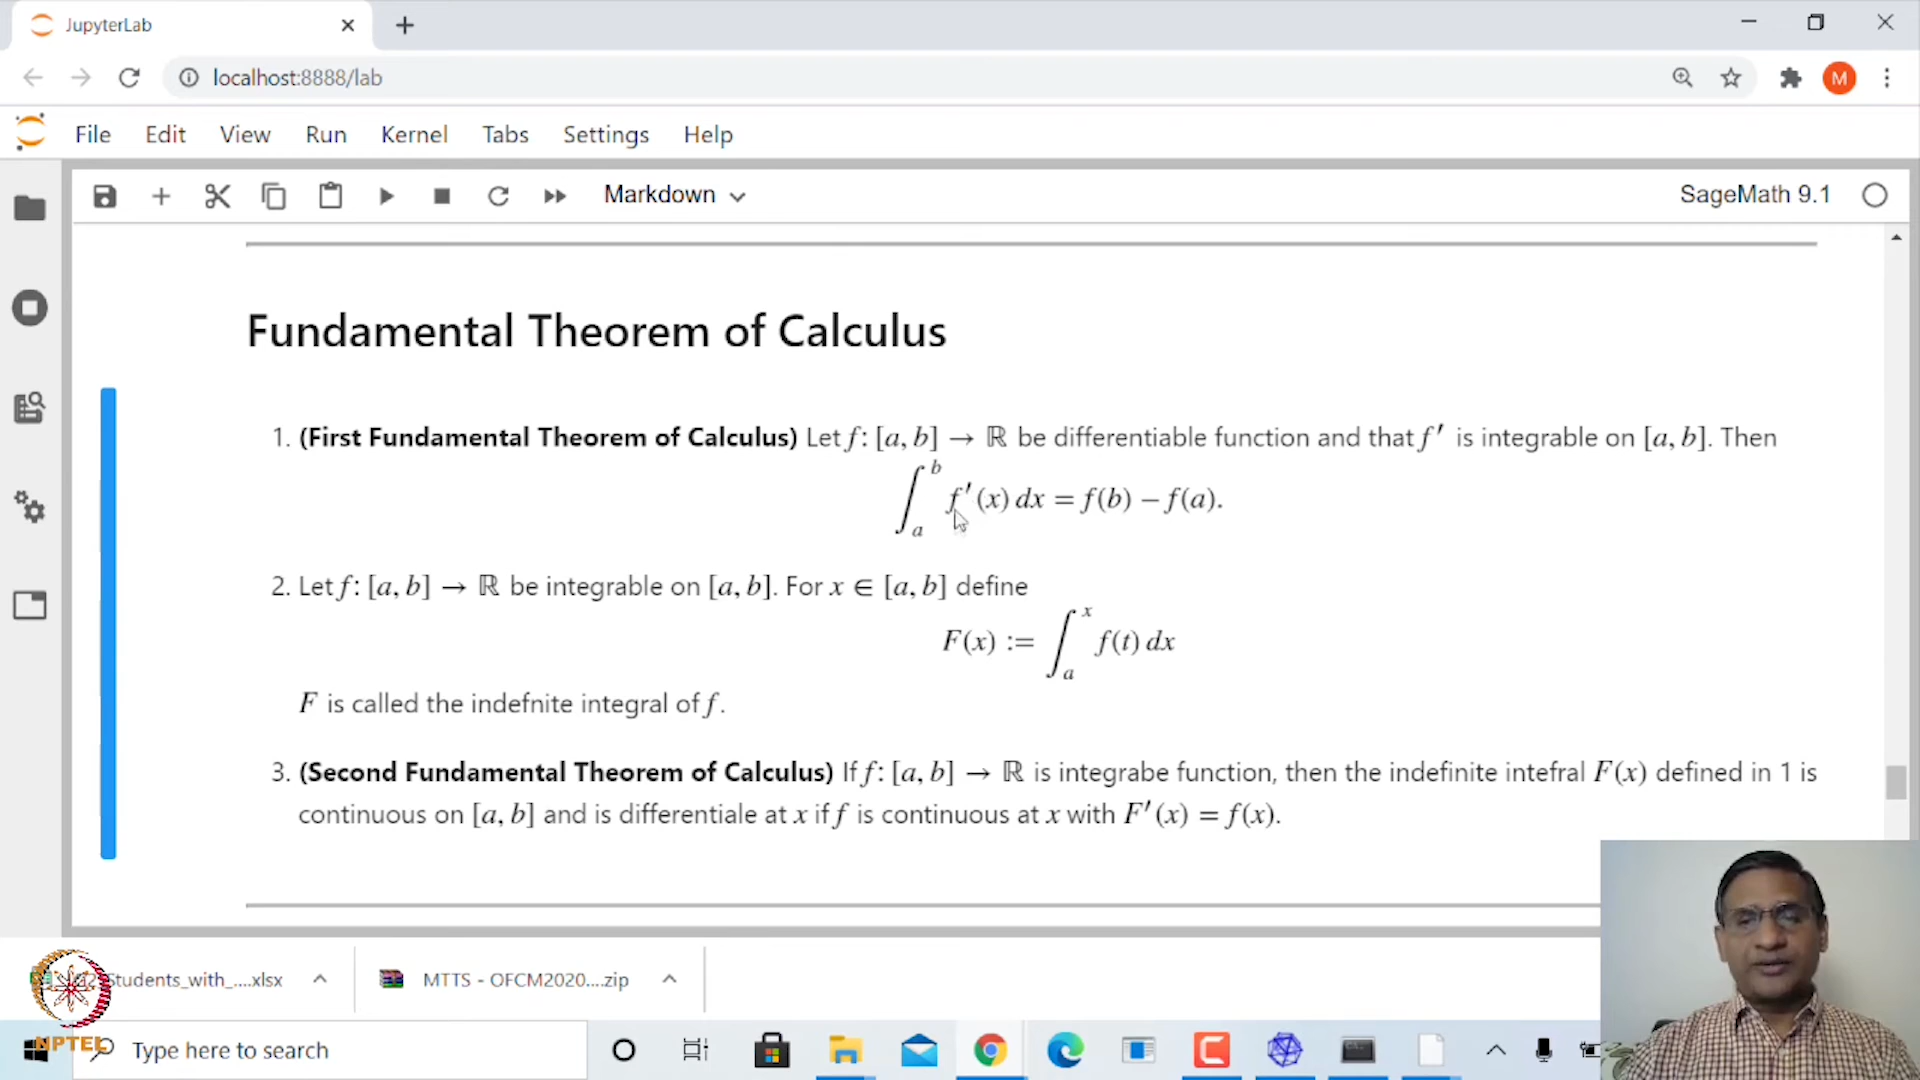 JupyterLab
localhost:8888/lab
M
File Edit View Run Kernel Tabs Settings Help
Markdown SageMath 9.1
Fundamental Theorem of Calculus
1. (First Fundamental Theorem of Calculus) Let f: [a, b] → ℝ be differentiable function and that f′ is integrable on [a, b]. Then
∫_a^b f′(x) dx = f(b) − f(a).
2. Let f: [a, b] → ℝ be integrable on [a, b]. For x ∈ [a, b] define
F(x) := ∫_a^x f(t) dx
F is called the indefnite integral of f.
3. (Second Fundamental Theorem of Calculus) If f: [a, b] → ℝ is integrabe function, then the indefinite intefral F(x) defined in 1 is
continuous on [a, b] and is differentiale at x if f is continuous at x with F′(x) = f(x).
Students_with_....xlsx MTTS - OFCM2020....zip
NPTEL
Type here to search